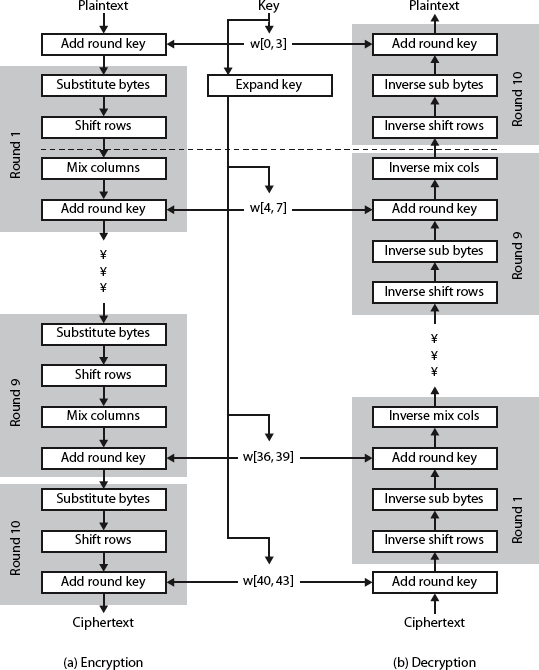 Plaintext
Key
Plaintext
Add round key
w[0, 3]
Add round key
Substitute bytes
Expand key
Inverse sub bytes
Round 10
Shift rows
Inverse shift rows
Round 1
Mix columns
Inverse mix cols
Add round key
w[4, 7]
Add round key
Inverse sub bytes
Round 9
Inverse shift rows
¥
¥
¥
Substitute bytes
¥
¥
¥
Shift rows
Round 9
Mix columns
Inverse mix cols
Add round key
w[36, 39]
Add round key
Substitute bytes
Inverse sub bytes
Round 1
Shift rows
Inverse shift rows
Round 10
Add round key
w[40, 43]
Add round key
Ciphertext
Ciphertext
(a) Encryption
(b) Decryption